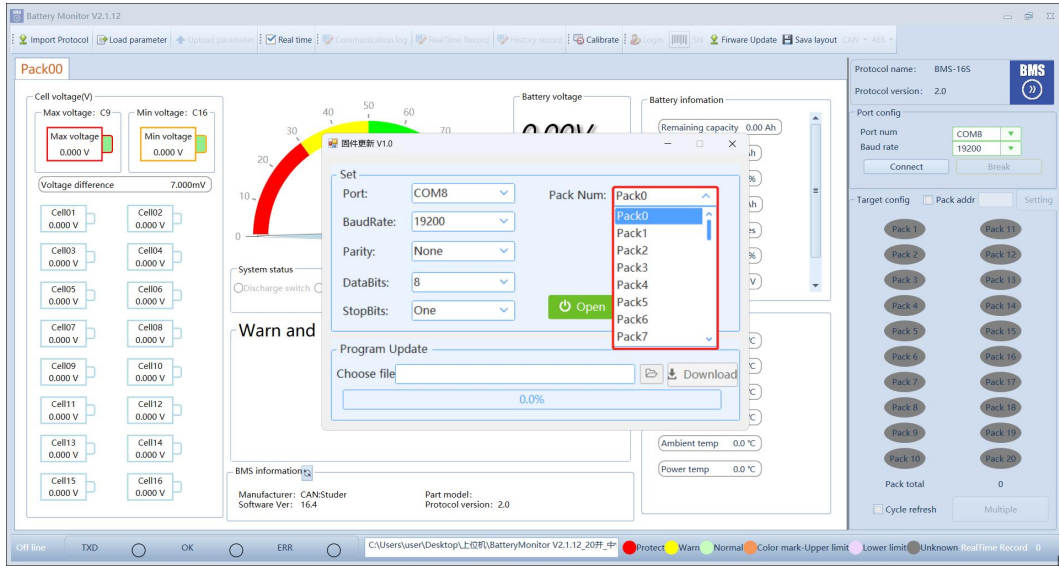 BMS Battery Monitor V2.1.12
Import Protocol Load parameter Upload parameter Real time Communication log RealTime Record History record Calibrate Login SN Firware Update Sava layout CAN - 485
Pack00
Cell voltage(V)
Max voltage: C9 Min voltage: C16
Max voltage
0.000 V
Min voltage
0.000 V
Voltage difference 7.000mV
Cell01
0.000 V
Cell02
0.000 V
Cell03
0.000 V
Cell04
0.000 V
Cell05
0.000 V
Cell06
0.000 V
Cell07
0.000 V
Cell08
0.000 V
Cell09
0.000 V
Cell10
0.000 V
Cell11
0.000 V
Cell12
0.000 V
Cell13
0.000 V
Cell14
0.000 V
Cell15
0.000 V
Cell16
0.000 V
0
10
20
30
40
50
60
70
Battery voltage
0.00V
System status
Discharge switch
Warn and
BMS information
Manufacturer: CAN:Studer
Part model:
Software Ver: 16.4
Protocol version: 2.0
Battery infomation
Remaining capacity 0.00 Ah
Ambient temp 0.0 ℃
Power temp 0.0 ℃
固件更新 V1.0
Set
Port: COM8
BaudRate: 19200
Parity: None
DataBits: 8
StopBits: One
Pack Num: Pack0
Pack0
Pack1
Pack2
Pack3
Pack4
Pack5
Pack6
Pack7
Open
Program Update
Choose file
Download
0.0%
Protocol name: BMS-16S
Protocol version: 2.0
BMS
Port config
Port num COM8
Baud rate 19200
Connect Break
Target config Pack addr Setting
Pack 1 Pack 11
Pack 2 Pack 12
Pack 3 Pack 13
Pack 4 Pack 14
Pack 5 Pack 15
Pack 6 Pack 16
Pack 7 Pack 17
Pack 8 Pack 18
Pack 9 Pack 19
Pack 10 Pack 20
Pack total 0
Cycle refresh Multiple
Off line TXD OK ERR C:\Users\user\Desktop\上位机\BatteryMonitor V2.1.12_20开_中 Protect Warn Normal Color mark-Upper limit Lower limit Unknown RealTime Record 0